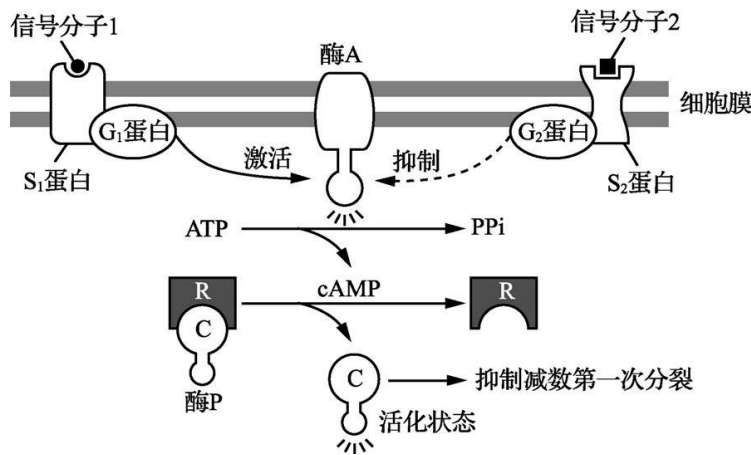 信号分子1
酶A
信号分子2
细胞膜
G₁蛋白
G₂蛋白
激活
抑制
S₁蛋白
S₂蛋白
ATP
PPi
R
cAMP
R
C
酶P
C
抑制减数第一次分裂
活化状态